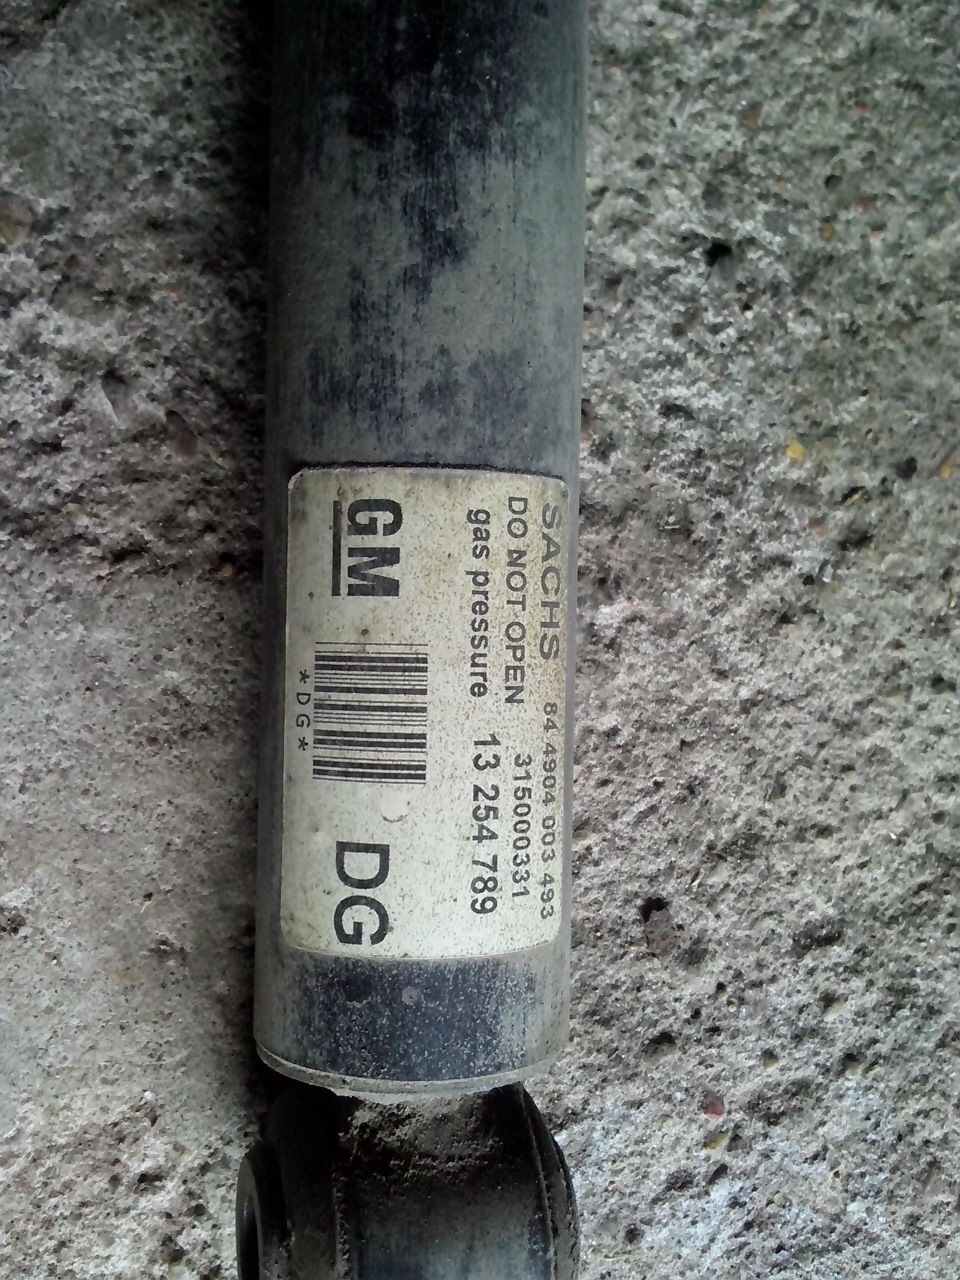 SACHS 84 4904 003 493
DO NOT OPEN 315000331
gas pressure 13 254 789
GM DG
*DG*